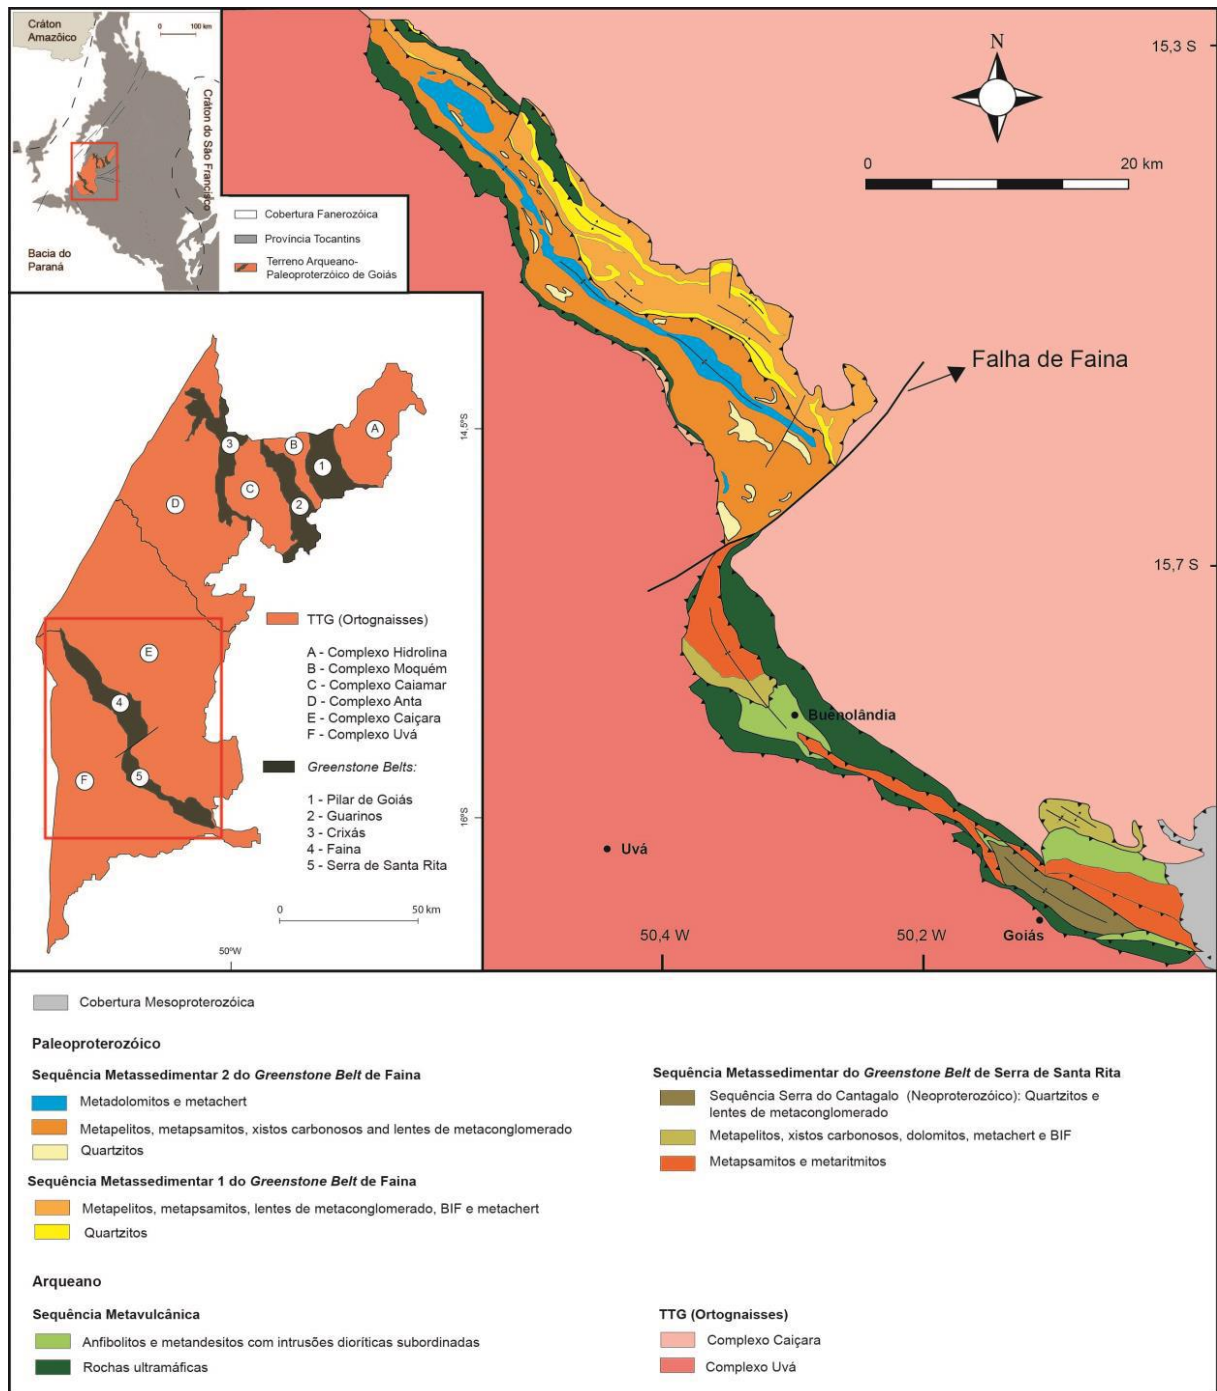 Cráton
Amazôico
0 100 km
Cráton do São Francisco
Bacia do
Paraná
Cobertura Fanerozóica
Província Tocantins
Terreno Arqueano-
Paleoproterzóico de Goiás
N
15,3 S
0 20 km
Falha de Faina
15,7 S
Buenolândia
Uvá
Goiás
50,4 W
50,2 W
A
B
3
1
C
D
2
14,5ºS
E
4
5
F
16ºS
TTG (Ortognaisses)
A - Complexo Hidrolina
B - Complexo Moquém
C - Complexo Caiamar
D - Complexo Anta
E - Complexo Caiçara
F - Complexo Uvá
Greenstone Belts:
1 - Pilar de Goiás
2 - Guarinos
3 - Crixás
4 - Faina
5 - Serra de Santa Rita
0 50 km
50ºW
Cobertura Mesoproterozóica
Paleoproterozóico
Sequência Metassedimentar 2 do Greenstone Belt de Faina
Metadolomitos e metachert
Metapelitos, metapsamitos, xistos carbonosos and lentes de metaconglomerado
Quartzitos
Sequência Metassedimentar 1 do Greenstone Belt de Faina
Metapelitos, metapsamitos, lentes de metaconglomerado, BIF e metachert
Quartzitos
Sequência Metassedimentar do Greenstone Belt de Serra de Santa Rita
Sequência Serra do Cantagalo (Neoproterozóico): Quartzitos e
lentes de metaconglomerado
Metapelitos, xistos carbonosos, dolomitos, metachert e BIF
Metapsamitos e metaritmitos
Arqueano
Sequência Metavulcânica
Anfibolitos e metandesitos com intrusões dioríticas subordinadas
Rochas ultramáficas
TTG (Ortognaisses)
Complexo Caiçara
Complexo Uvá